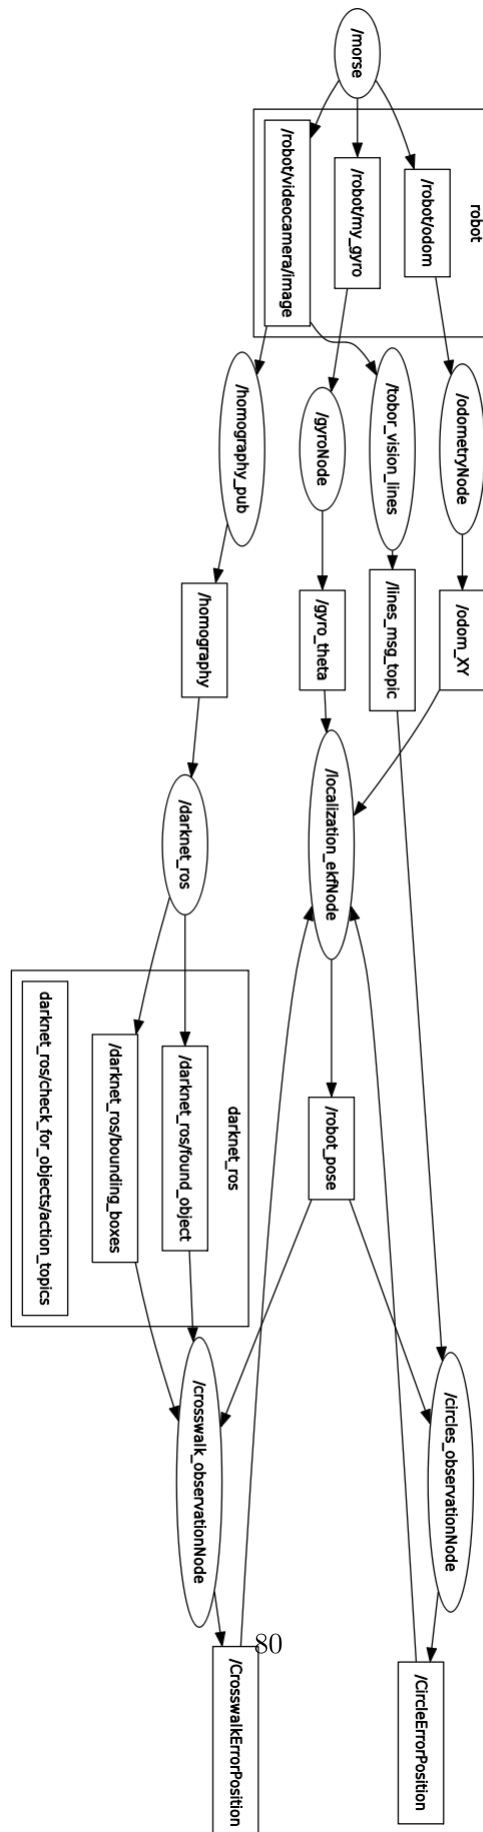 /morse
robot
/robot/odom
/robot/my_gyro
/robot/videocamera/image
/odometryNode
/tobor_vision_lines
/gyroNode
/homography_pub
/odom_XY
/lines_msg_topic
/gyro_theta
/homography
/localization_ekfNode
/darknet_ros
darknet_ros
/darknet_ros/found_object
/darknet_ros/bounding_boxes
darknet_ros/check_for_objects/action_topics
/robot_pose
/circles_observationNode
/crosswalk_observationNode
/CircleErrorPosition
/CrosswalkErrorPosition
80